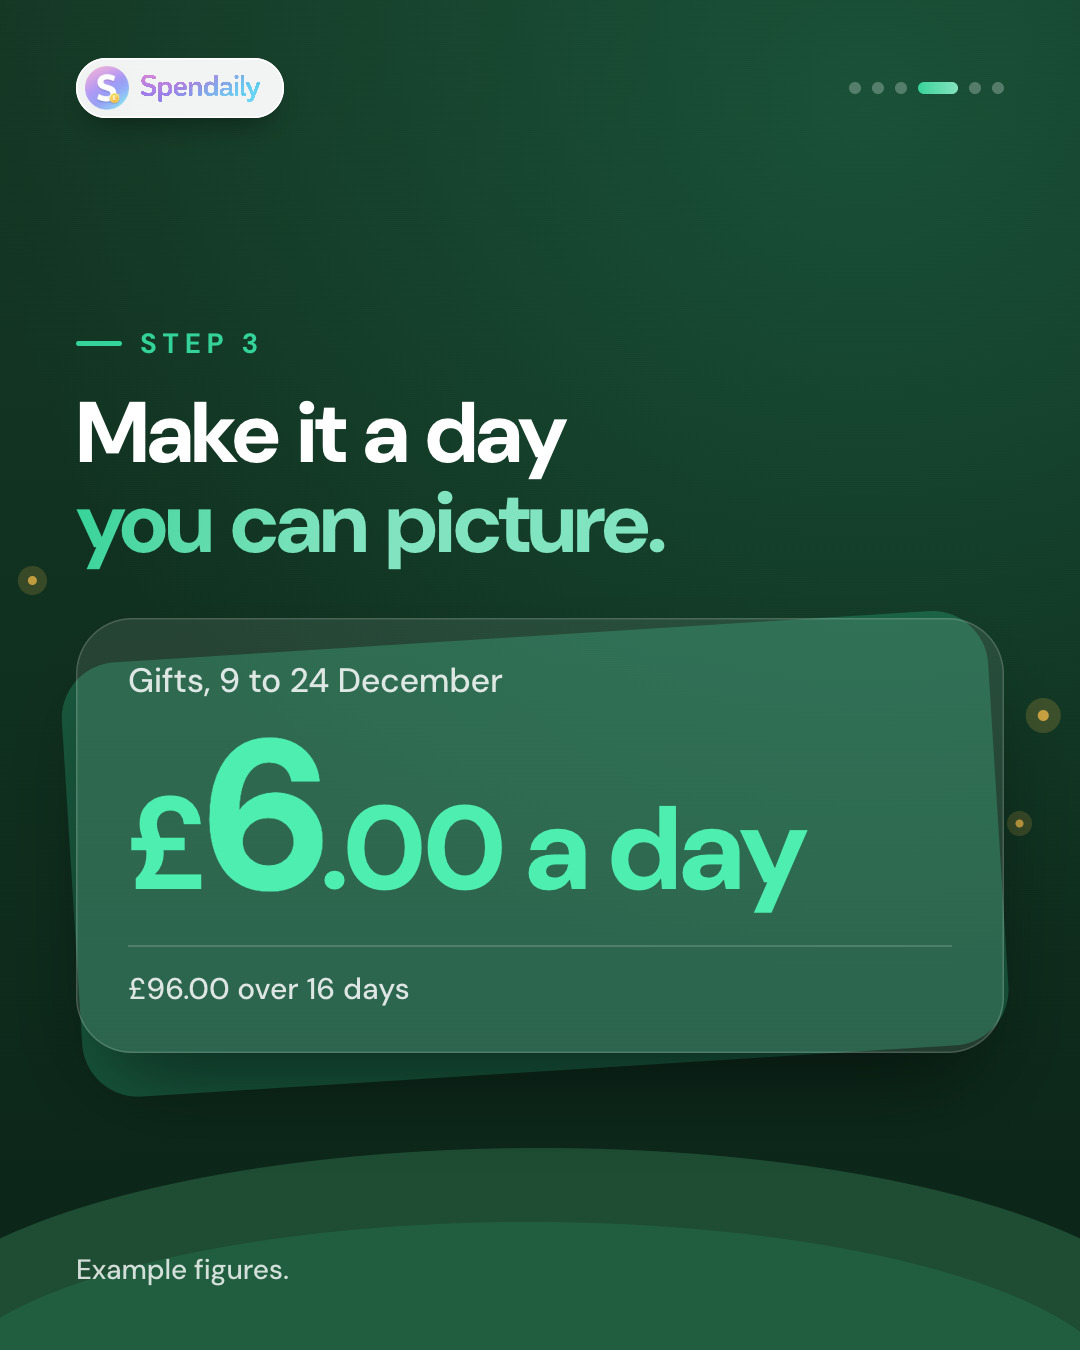 Spendaily
STEP 3
Make it a day
you can picture.
Gifts, 9 to 24 December
£6.00 a day
£96.00 over 16 days
Example figures.